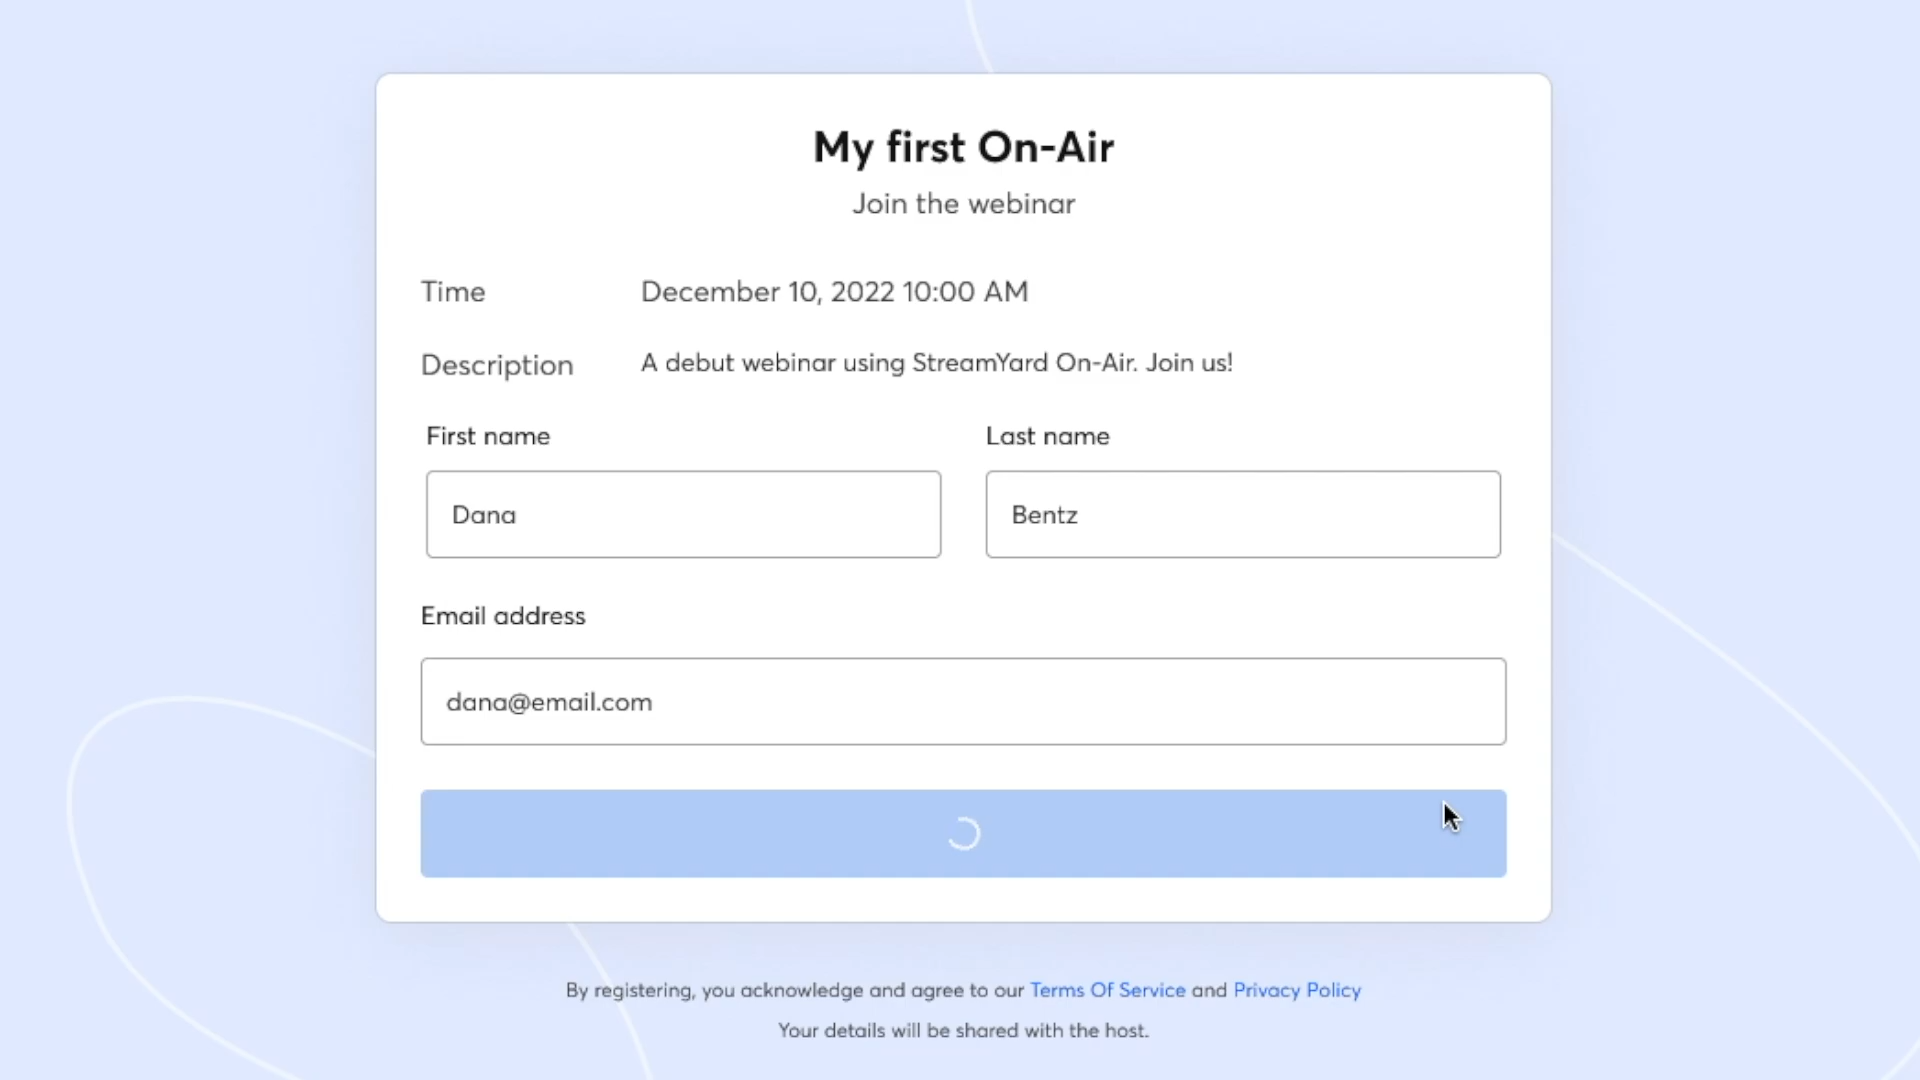 My first On-Air
Join the webinar
Time December 10, 2022 10:00 AM
Description A debut webinar using StreamYard On-Air. Join us!
First name Last name
Dana Bentz
Email address
dana@email.com
By registering, you acknowledge and agree to our Terms Of Service and Privacy Policy
Your details will be shared with the host.